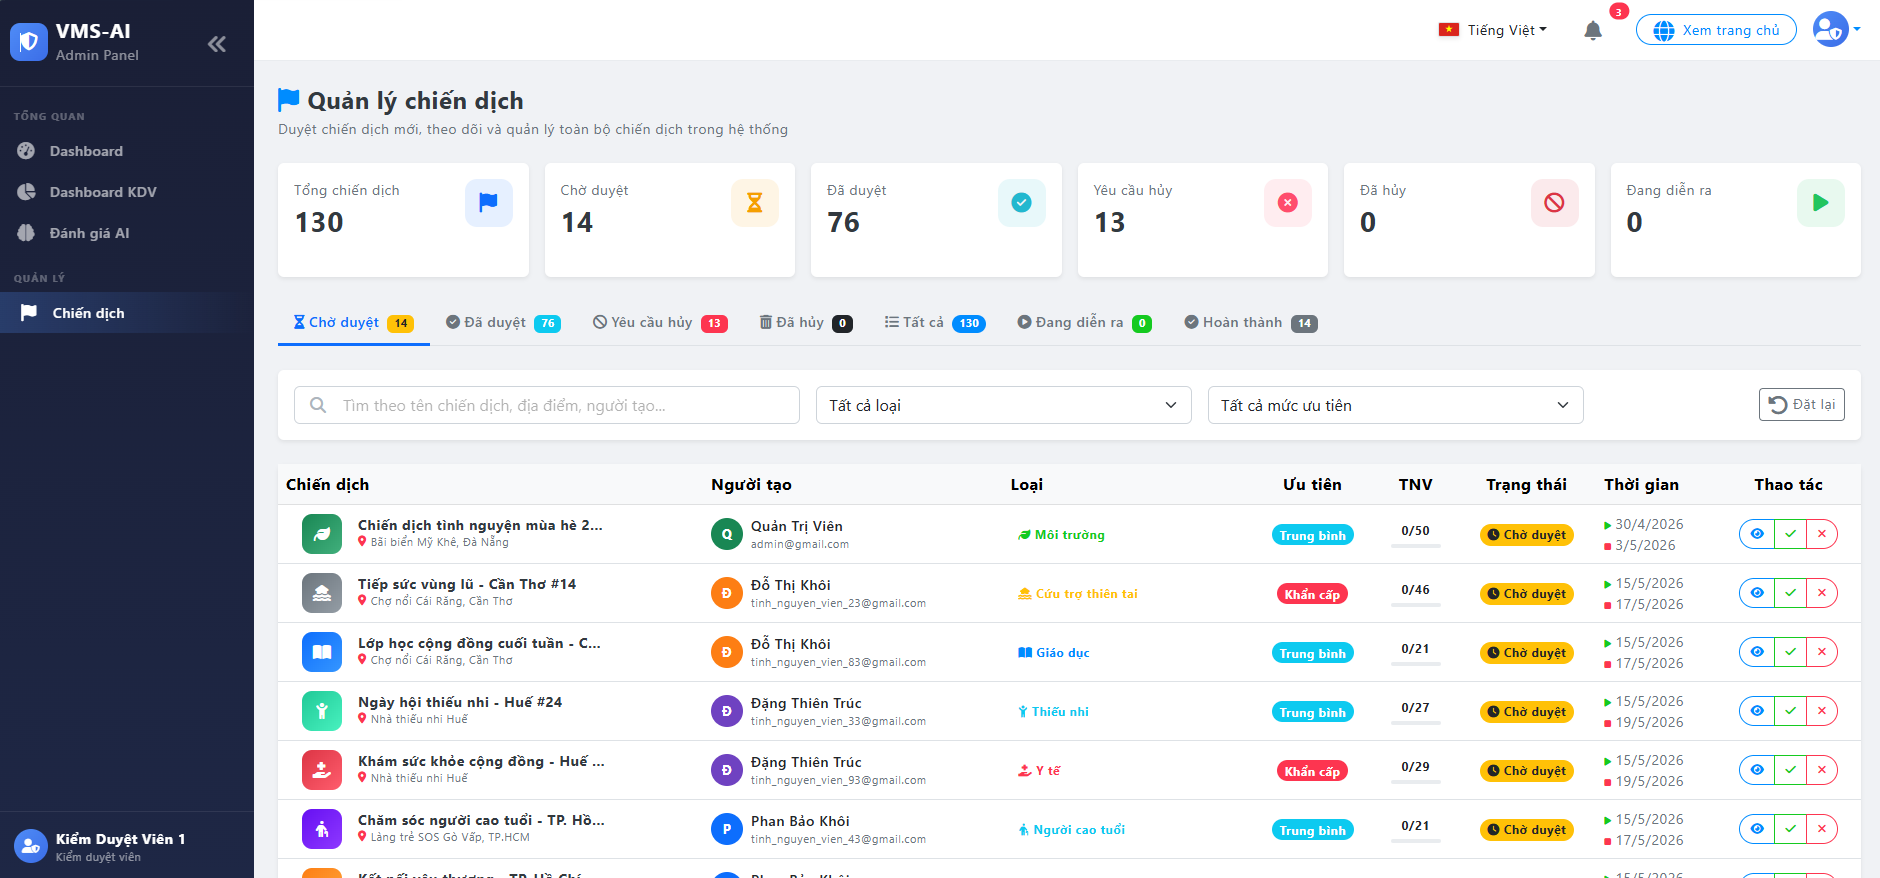 VMS-AI
Admin Panel
TỔNG QUAN
Dashboard
Dashboard KDV
Đánh giá AI
QUẢN LÝ
Chiến dịch
Kiểm Duyệt Viên 1
Kiểm duyệt viên
Tiếng Việt
3
Xem trang chủ
Quản lý chiến dịch
Duyệt chiến dịch mới, theo dõi và quản lý toàn bộ chiến dịch trong hệ thống
Tổng chiến dịch
130
Chờ duyệt
14
Đã duyệt
76
Yêu cầu hủy
13
Đã hủy
0
Đang diễn ra
0
Chờ duyệt 14
Đã duyệt 76
Yêu cầu hủy 13
Đã hủy 0
Tất cả 130
Đang diễn ra 0
Hoàn thành 14
Tìm theo tên chiến dịch, địa điểm, người tạo...
Tất cả loại
Tất cả mức ưu tiên
Đặt lại
Chiến dịch Người tạo Loại Ưu tiên TNV Trạng thái Thời gian Thao tác
Chiến dịch tình nguyện mùa hè 2...
Bãi biển Mỹ Khê, Đà Nẵng
Q
Quản Trị Viên
admin@gmail.com
Môi trường
Trung bình
0/50
Chờ duyệt
30/4/2026
3/5/2026
Tiếp sức vùng lũ - Cần Thơ #14
Chợ nổi Cái Răng, Cần Thơ
Đ
Đỗ Thị Khôi
tinh_nguyen_vien_23@gmail.com
Cứu trợ thiên tai
Khẩn cấp
0/46
Chờ duyệt
15/5/2026
17/5/2026
Lớp học cộng đồng cuối tuần - C...
Chợ nổi Cái Răng, Cần Thơ
Đ
Đỗ Thị Khôi
tinh_nguyen_vien_83@gmail.com
Giáo dục
Trung bình
0/21
Chờ duyệt
15/5/2026
17/5/2026
Ngày hội thiếu nhi - Huế #24
Nhà thiếu nhi Huế
Đ
Đặng Thiên Trúc
tinh_nguyen_vien_33@gmail.com
Thiếu nhi
Trung bình
0/27
Chờ duyệt
15/5/2026
19/5/2026
Khám sức khỏe cộng đồng - Huế ...
Nhà thiếu nhi Huế
Đ
Đặng Thiên Trúc
tinh_nguyen_vien_93@gmail.com
Y tế
Khẩn cấp
0/29
Chờ duyệt
15/5/2026
19/5/2026
Chăm sóc người cao tuổi - TP. Hồ...
Làng trẻ SOS Gò Vấp, TP.HCM
P
Phan Bảo Khôi
tinh_nguyen_vien_43@gmail.com
Người cao tuổi
Trung bình
0/21
Chờ duyệt
15/5/2026
17/5/2026
Kết nối yêu thương - TP. Hồ Chí
Phan Bảo Khôi
15/5/2026